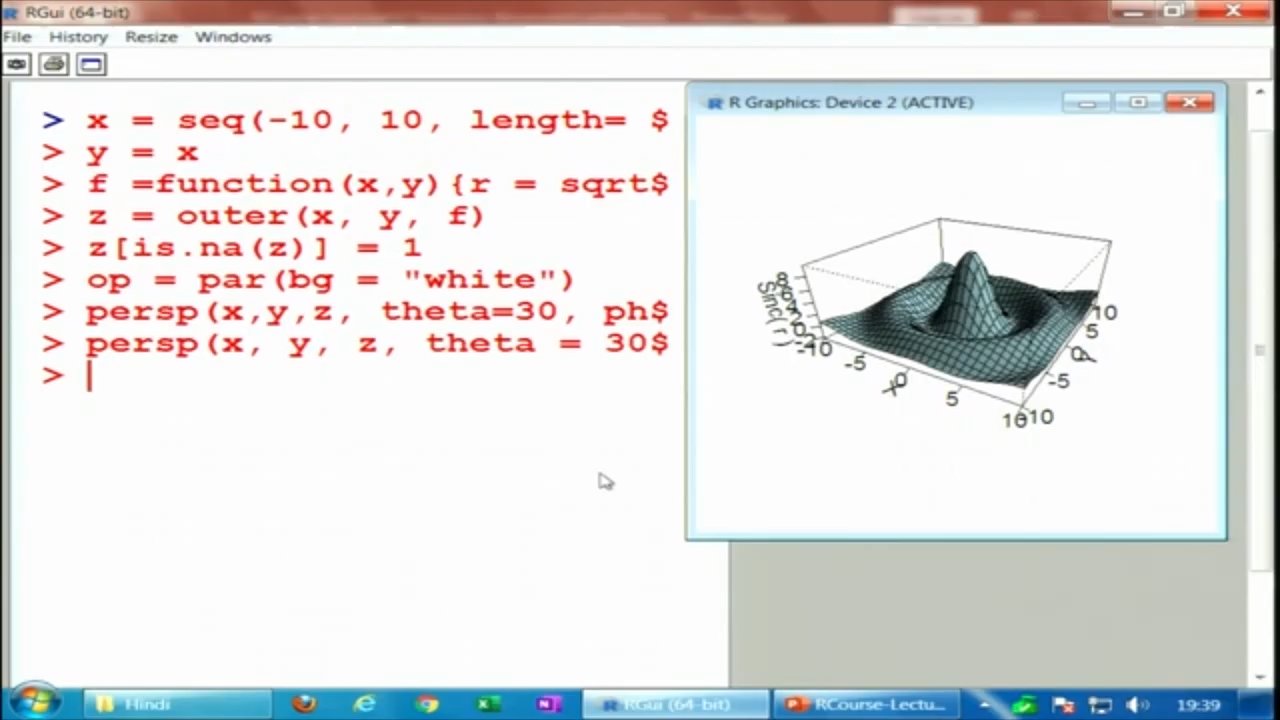 RGui (64-bit)
File History Resize Windows
> x = seq(-10, 10, length= $
> y = x
> f =function(x,y){r = sqrt$
> z = outer(x, y, f)
> z[is.na(z)] = 1
> op = par(bg = "white")
> persp(x,y,z, theta=30, ph$
> persp(x, y, z, theta = 30$
>
R Graphics: Device 2 (ACTIVE)
8
Sinc( r )
-10
-5
X
0
5
10
-10
-5
0
5
10
Hindi
RGui (64-bit)
RCourse-Lectu...
19:39